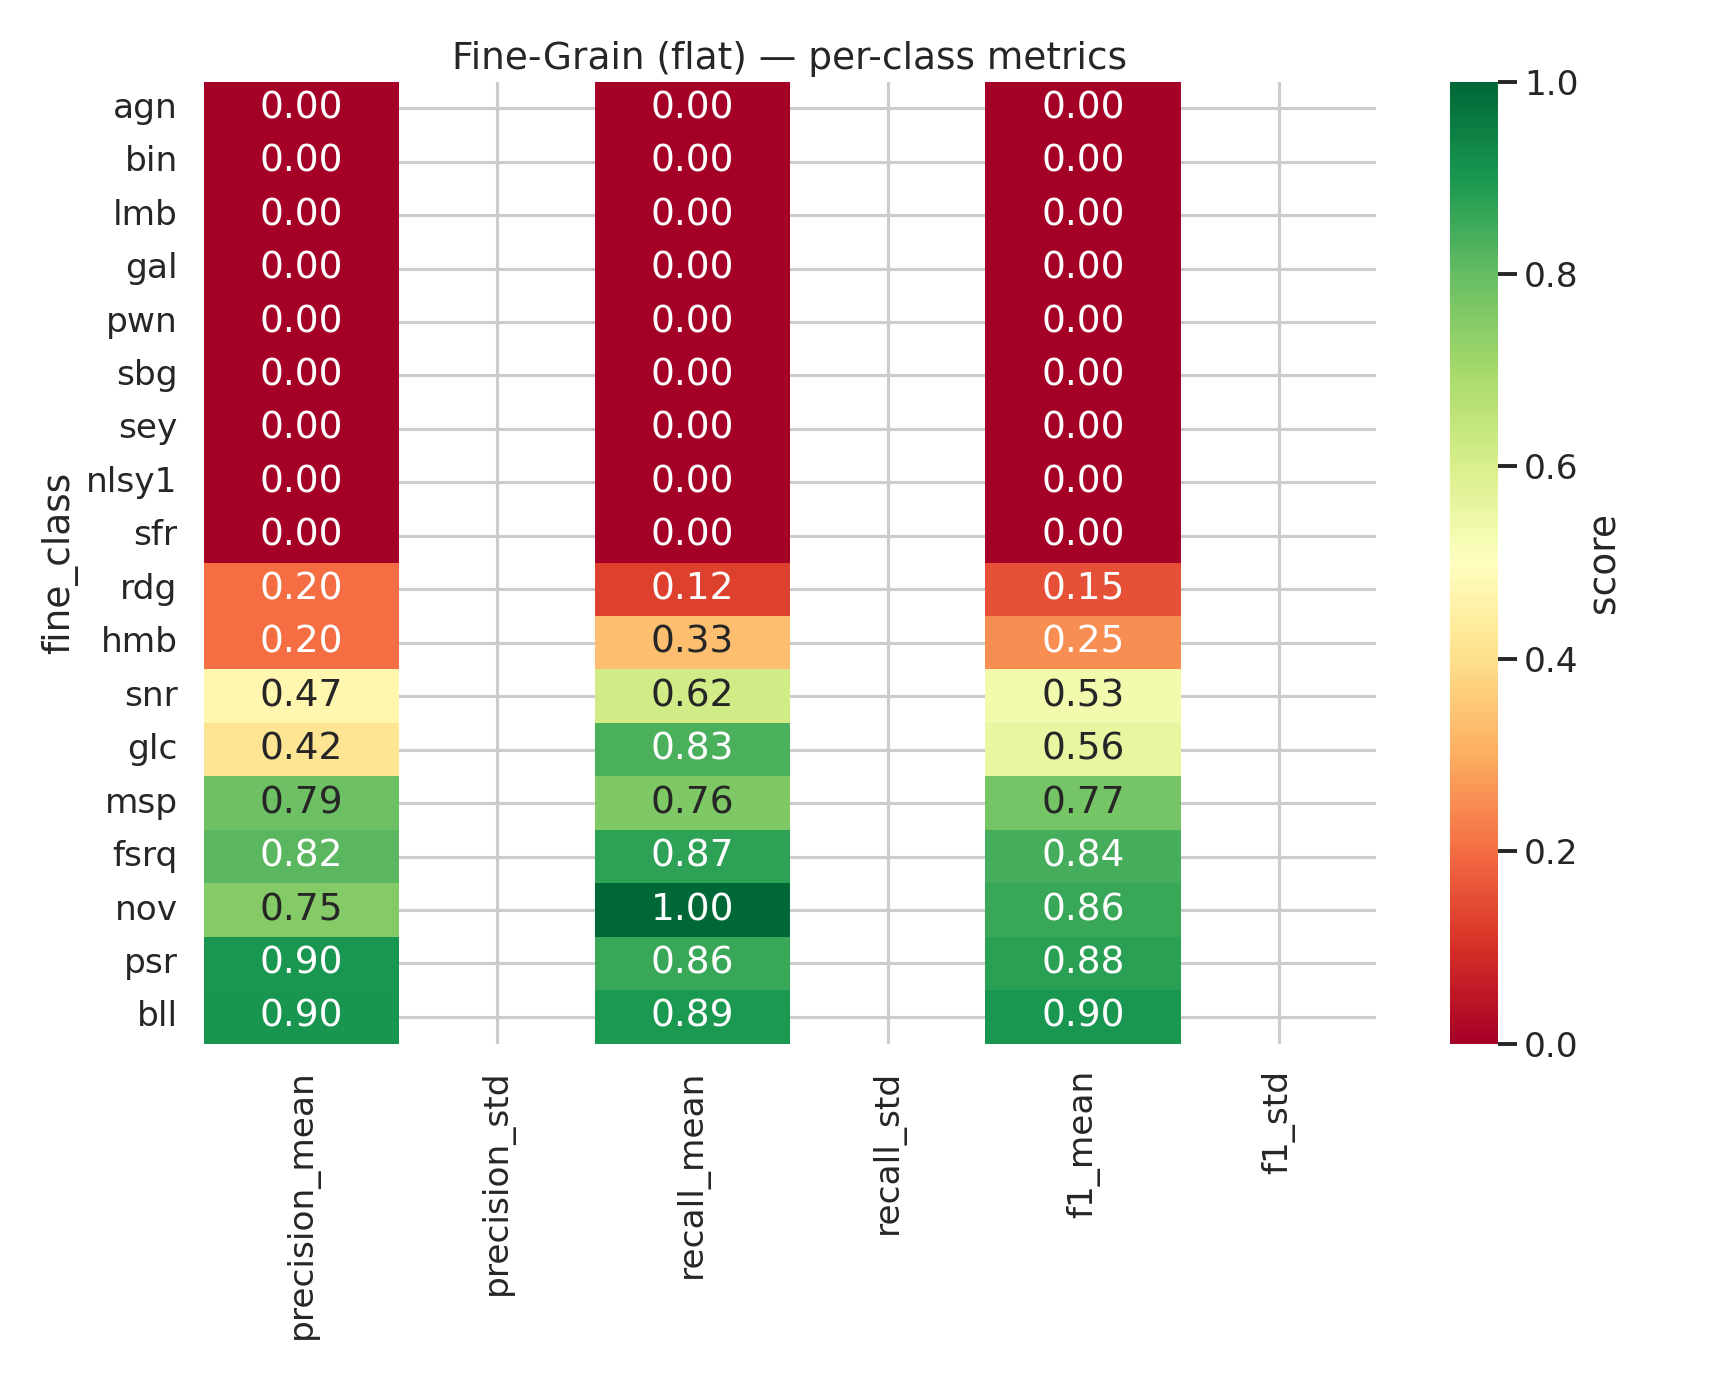 Fine-Grain (flat) — per-class metrics
fine_class
agn 0.00 0.00 0.00
bin 0.00 0.00 0.00
lmb 0.00 0.00 0.00
gal 0.00 0.00 0.00
pwn 0.00 0.00 0.00
sbg 0.00 0.00 0.00
sey 0.00 0.00 0.00
nlsy1 0.00 0.00 0.00
sfr 0.00 0.00 0.00
rdg 0.20 0.12 0.15
hmb 0.20 0.33 0.25
snr 0.47 0.62 0.53
glc 0.42 0.83 0.56
msp 0.79 0.76 0.77
fsrq 0.82 0.87 0.84
nov 0.75 1.00 0.86
psr 0.90 0.86 0.88
bll 0.90 0.89 0.90
precision_mean
precision_std
recall_mean
recall_std
f1_mean
f1_std
1.0
0.8
0.6
0.4
0.2
0.0
score